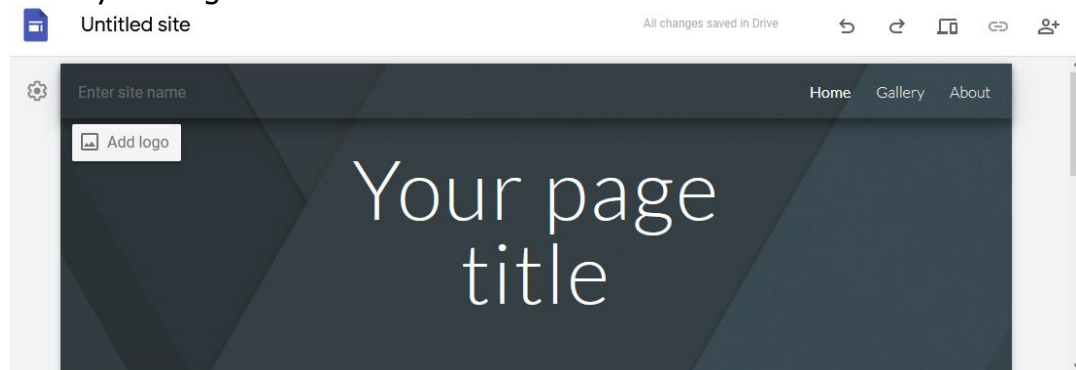 Untitled site
All changes saved in Drive
Enter site name
Home Gallery About
Add logo
Your page
title